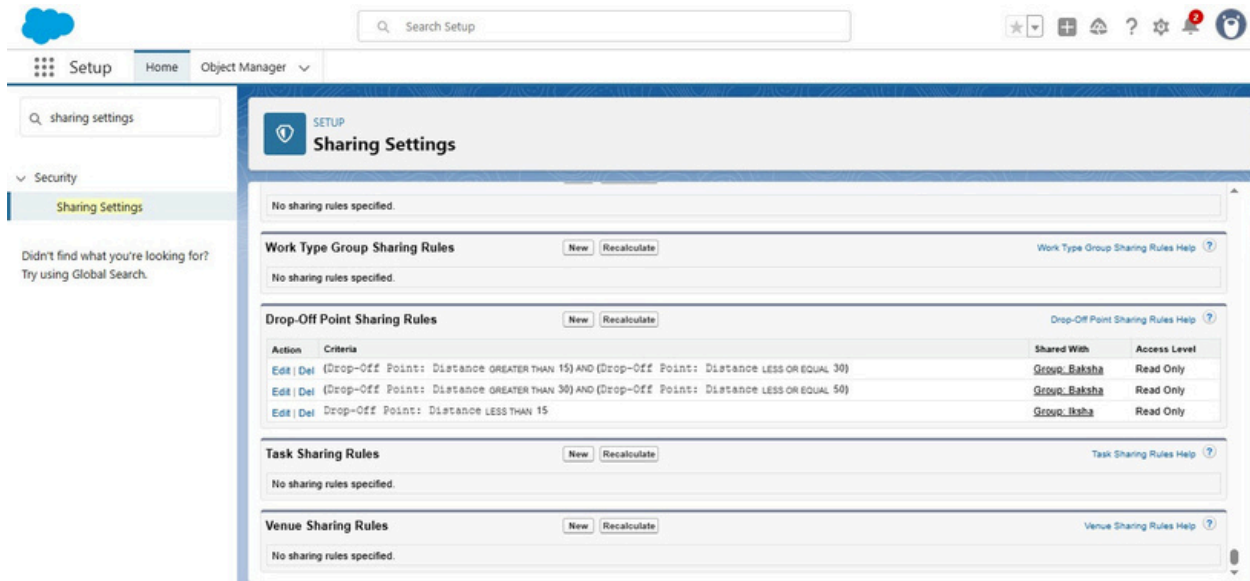 Search Setup
2
Setup Home Object Manager
sharing settings
SETUP
Sharing Settings
Security
Sharing Settings
Didn't find what you're looking for?
Try using Global Search.
No sharing rules specified.
Work Type Group Sharing Rules New Recalculate Work Type Group Sharing Rules Help ?
No sharing rules specified.
Drop-Off Point Sharing Rules New Recalculate Drop-Off Point Sharing Rules Help ?
Action Criteria Shared With Access Level
Edit | Del (Drop-Off Point: Distance GREATER THAN 15) AND (Drop-Off Point: Distance LESS OR EQUAL 30) Group: Baksha Read Only
Edit | Del (Drop-Off Point: Distance GREATER THAN 30) AND (Drop-Off Point: Distance LESS OR EQUAL 50) Group: Baksha Read Only
Edit | Del Drop-Off Point: Distance LESS THAN 15 Group: Iksha Read Only
Task Sharing Rules New Recalculate Task Sharing Rules Help ?
No sharing rules specified.
Venue Sharing Rules New Recalculate Venue Sharing Rules Help ?
No sharing rules specified.